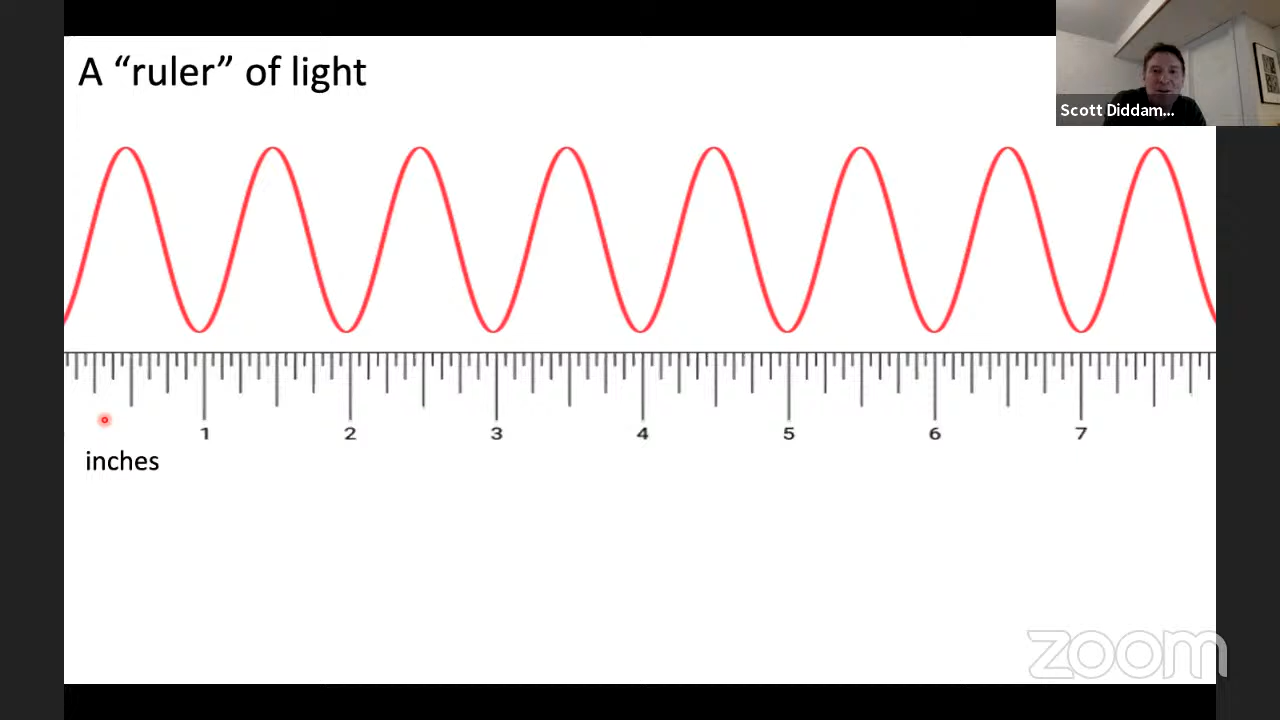 A “ruler” of light
Scott Diddam...
1 2 3 4 5 6 7
inches
zoom